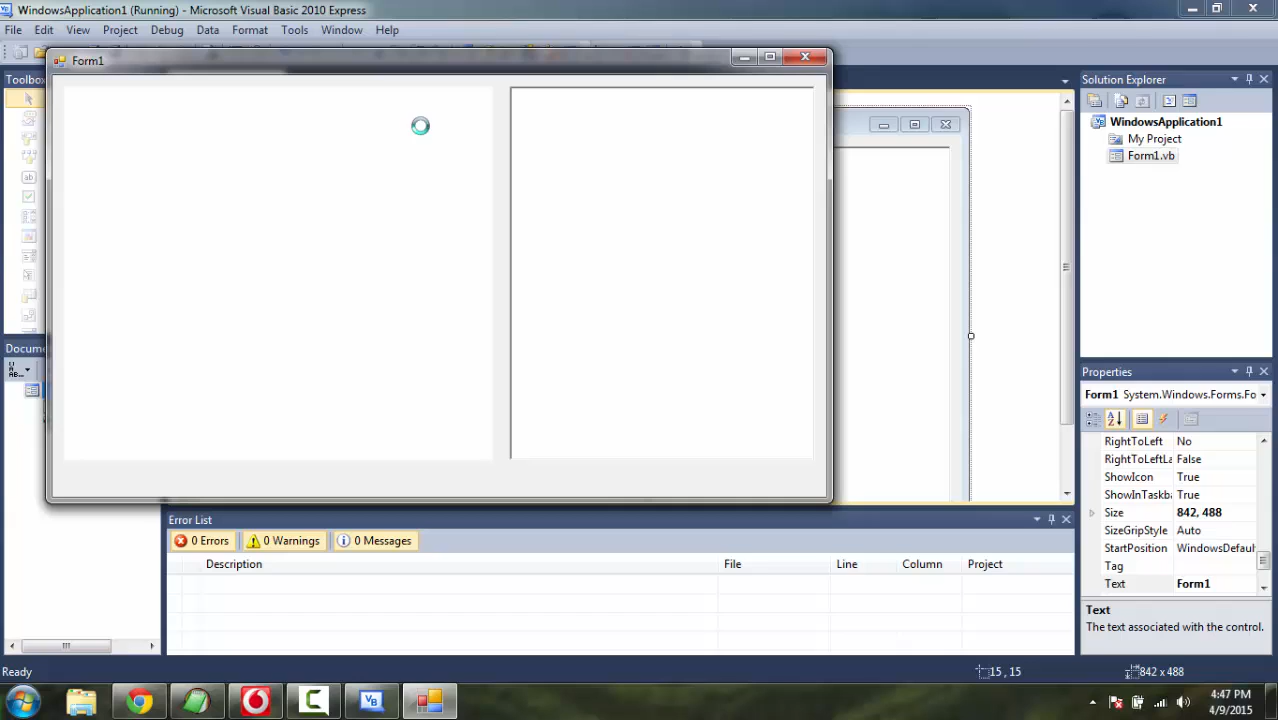 WindowsApplication1 (Running) - Microsoft Visual Basic 2010 Express
File Edit View Project Debug Data Format Tools Window Help
Form1
Toolbox
Solution Explorer
WindowsApplication1
My Project
Form1.vb
Properties
Form1 System.Windows.Forms.Fo
RightToLeft No
RightToLeftLa False
ShowIcon True
ShowInTaskba True
Size 842, 488
SizeGripStyle Auto
StartPosition WindowsDefaul
Tag
Text Form1
Text
The text associated with the control.
Docume
Error List
0 Errors 0 Warnings 0 Messages
Description File Line Column Project
Ready 15 , 15 842 x 488
4:47 PM
4/9/2015